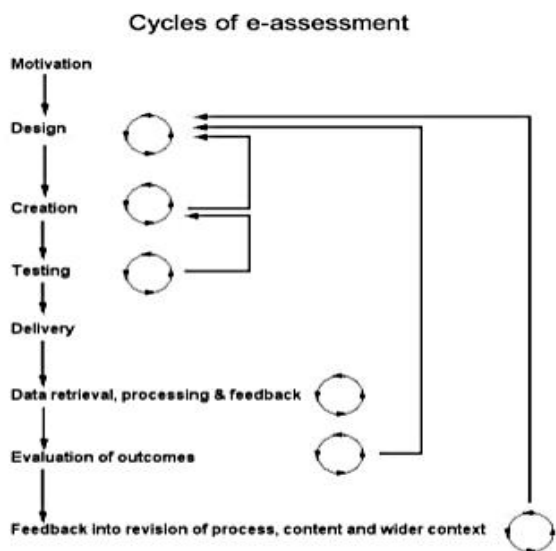 Cycles of e-assessment
Motivation
Design
Creation
Testing
Delivery
Data retrieval, processing & feedback
Evaluation of outcomes
Feedback into revision of process, content and wider context